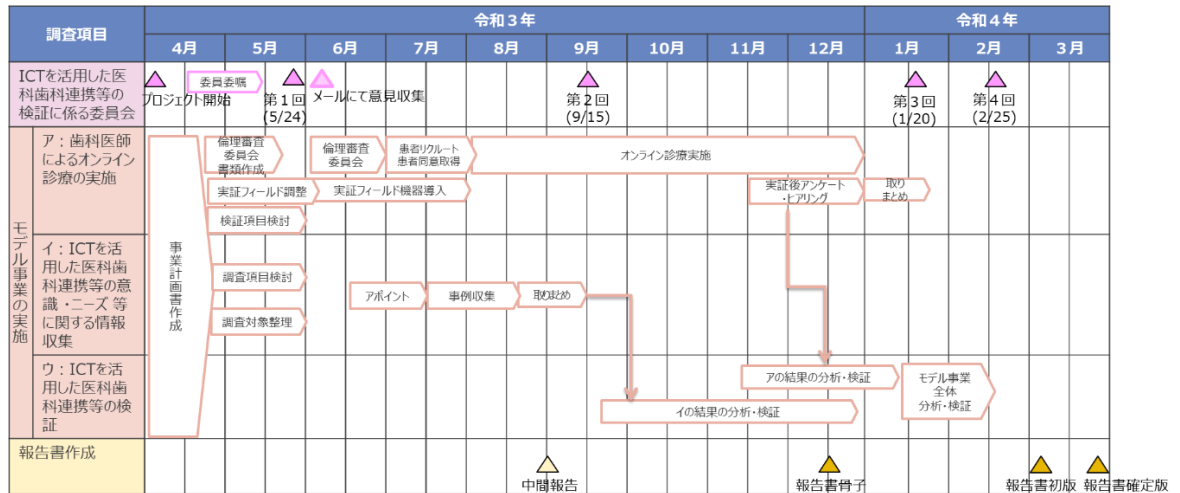 調査項目
令和３年
令和４年
4月
5月
6月
7月
8月
9月
10月
11月
12月
1月
2月
3月
ICTを活用した医
科歯科連携等の
検証に係る委員会
プロジェクト開始
委員委嘱
第１回
(5/24)
メールにて意見収集
第２回
(9/15)
第３回
(1/20)
第４回
(2/25)
モデル事業の実施
ア：歯科医師
によるオンライン
診療の実施
事業計画書作成
倫理審査
委員会
書類作成
倫理審査
委員会
患者リクルート
患者同意取得
オンライン診療実施
実証フィールド調整
実証フィールド機器導入
実証後アンケート
・ヒアリング
取り
まとめ
検証項目検討
イ：ICTを活
用した医科歯
科連携等の意
識・ニーズ等
に関する情報
収集
調査項目検討
アポイント
事例収集
取りまとめ
調査対象整理
ウ：ICTを活
用した医科歯
科連携等の検
証
アの結果の分析・検証
モデル事業
全体
分析・検証
イの結果の分析・検証
報告書作成
中間報告
報告書骨子
報告書初版
報告書確定版